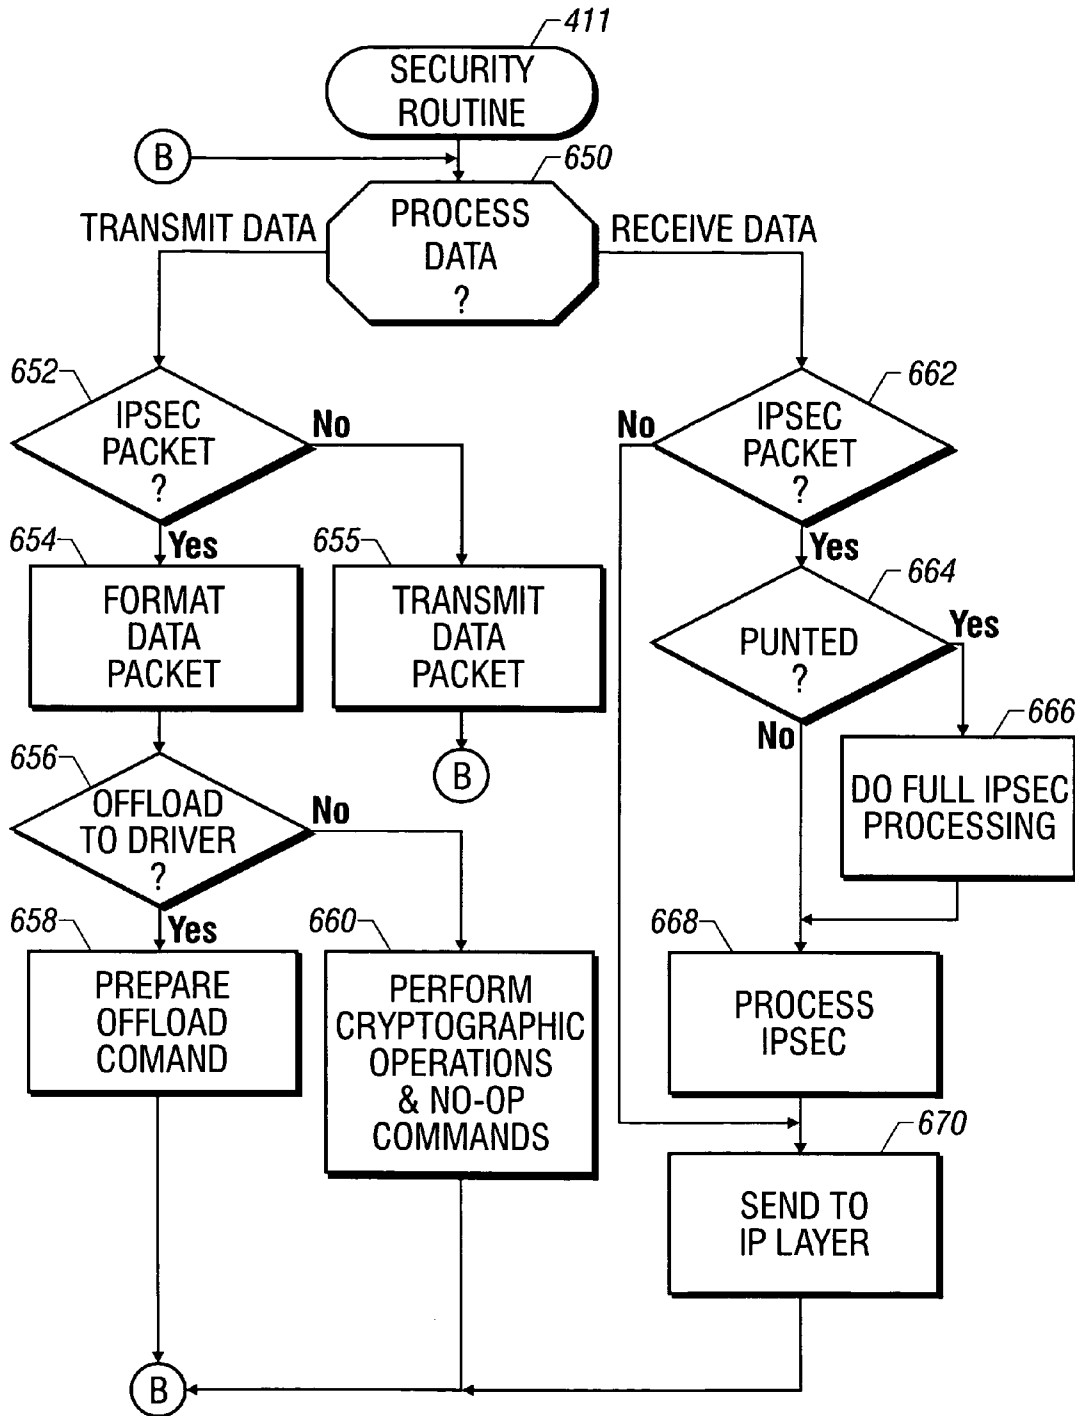 411
SECURITY
ROUTINE
B
650
PROCESS
DATA
?
TRANSMIT DATA
RECEIVE DATA
652
IPSEC
PACKET
?
No
Yes
654
FORMAT
DATA
PACKET
655
TRANSMIT
DATA
PACKET
B
656
OFFLOAD
TO DRIVER
?
No
Yes
658
PREPARE
OFFLOAD
COMAND
660
PERFORM
CRYPTOGRAPHIC
OPERATIONS
& NO-OP
COMMANDS
662
IPSEC
PACKET
?
No
Yes
664
PUNTED
?
Yes
No
666
DO FULL IPSEC
PROCESSING
668
PROCESS
IPSEC
670
SEND TO
IP LAYER
B